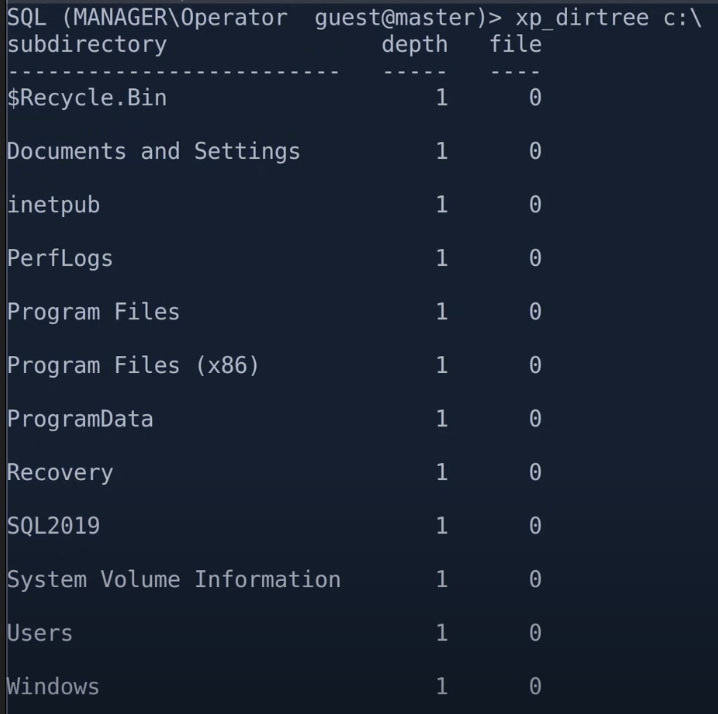 SQL (MANAGER\Operator  guest@master)> xp_dirtree c:\
subdirectory                depth   file
-------------------------   -----   ----
$Recycle.Bin                    1      0
Documents and Settings          1      0
inetpub                         1      0
PerfLogs                        1      0
Program Files                   1      0
Program Files (x86)             1      0
ProgramData                     1      0
Recovery                        1      0
SQL2019                         1      0
System Volume Information       1      0
Users                           1      0
Windows                         1      0